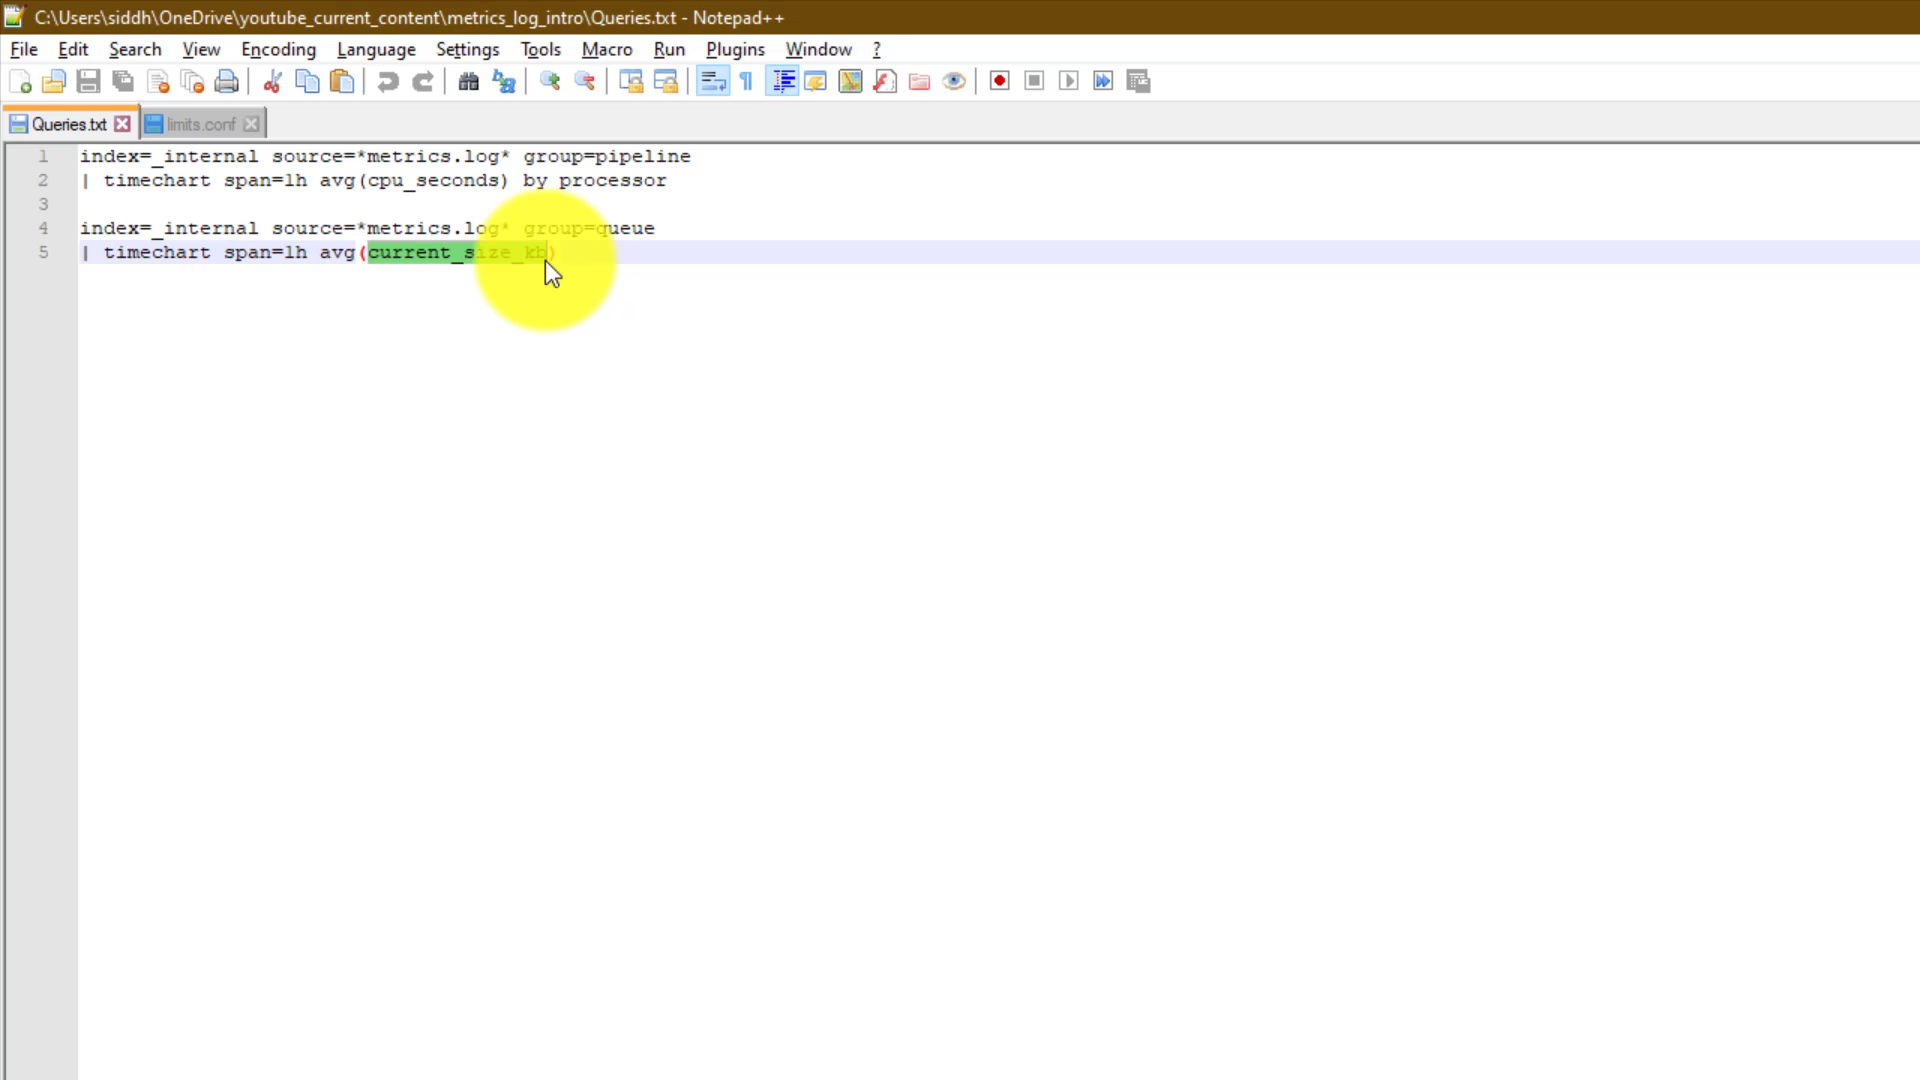 C:\Users\siddh\OneDrive\youtube_current_content\metrics_log_intro\Queries.txt - Notepad++
File Edit Search View Encoding Language Settings Tools Macro Run Plugins Window ?
Queries.txt limits.conf
1 index=_internal source=*metrics.log* group=pipeline
2 | timechart span=1h avg(cpu_seconds) by processor
3
4 index=_internal source=*metrics.log* group=queue
5 | timechart span=1h avg(current_size_kb)